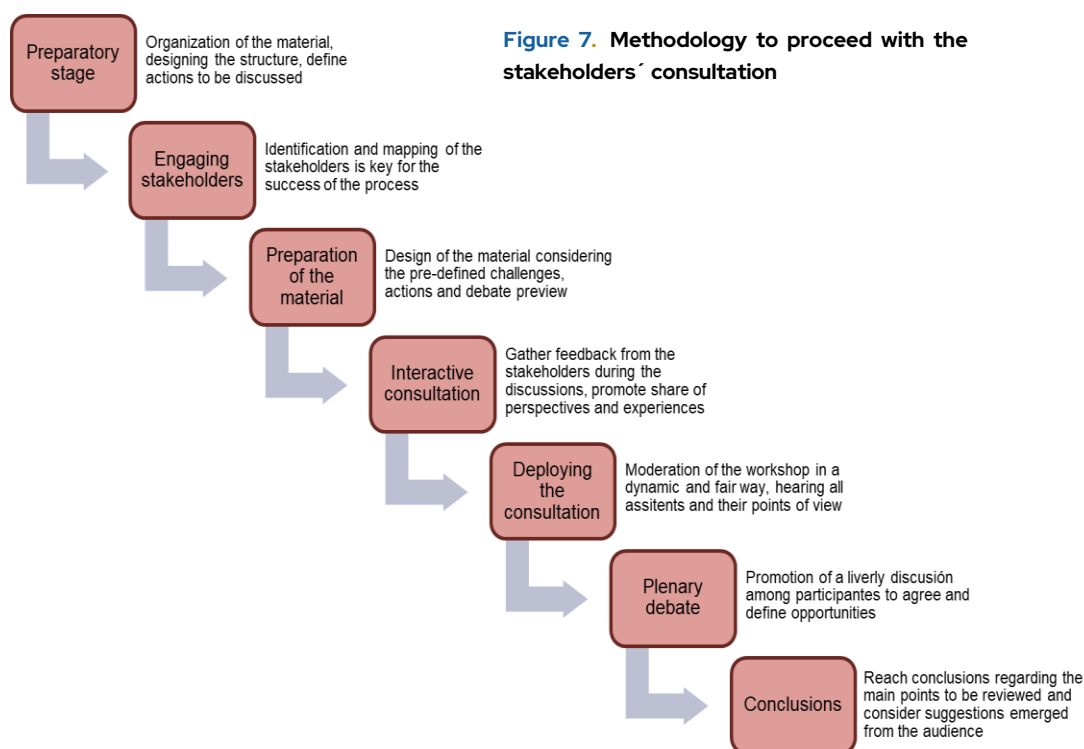 Figure 7. Methodology to proceed with the
stakeholders´ consultation
Preparatory
stage
Organization of the material,
designing the structure, define
actions to be discussed
Engaging
stakeholders
Identification and mapping of the
stakeholders is key for the
success of the process
Preparation
of the
material
Design of the material considering
the pre-defined challenges,
actions and debate preview
Interactive
consultation
Gather feedback from the
stakeholders during the
discussions, promote share of
perspectives and experiences
Deploying
the
consultation
Moderation of the workshop in a
dynamic and fair way, hearing all
assitents and their points of view
Plenary
debate
Promotion of a liverly discusión
among participantes to agree and
define opportunities
Conclusions
Reach conclusions regarding the
main points to be reviewed and
consider suggestions emerged
from the audience